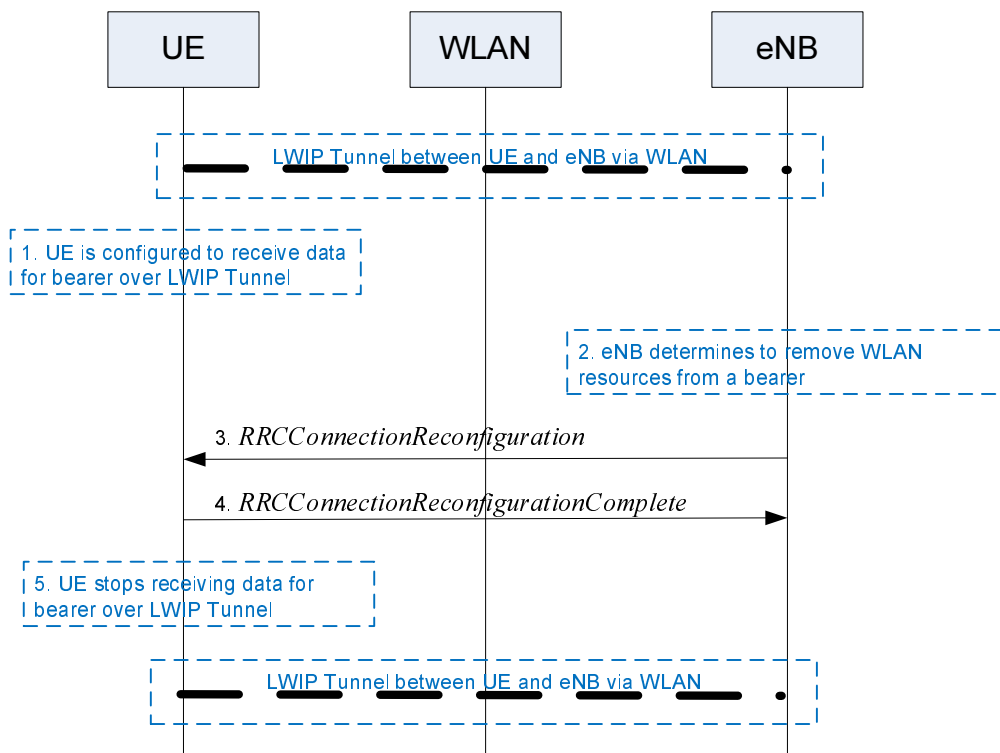 UE
WLAN
eNB
LWIP Tunnel between UE and eNB via WLAN
1. UE is configured to receive data
for bearer over LWIP Tunnel
2. eNB determines to remove WLAN
resources from a bearer
3. RRCConnectionReconfiguration
4. RRCConnectionReconfigurationComplete
5. UE stops receiving data for
bearer over LWIP Tunnel
LWIP Tunnel between UE and eNB via WLAN